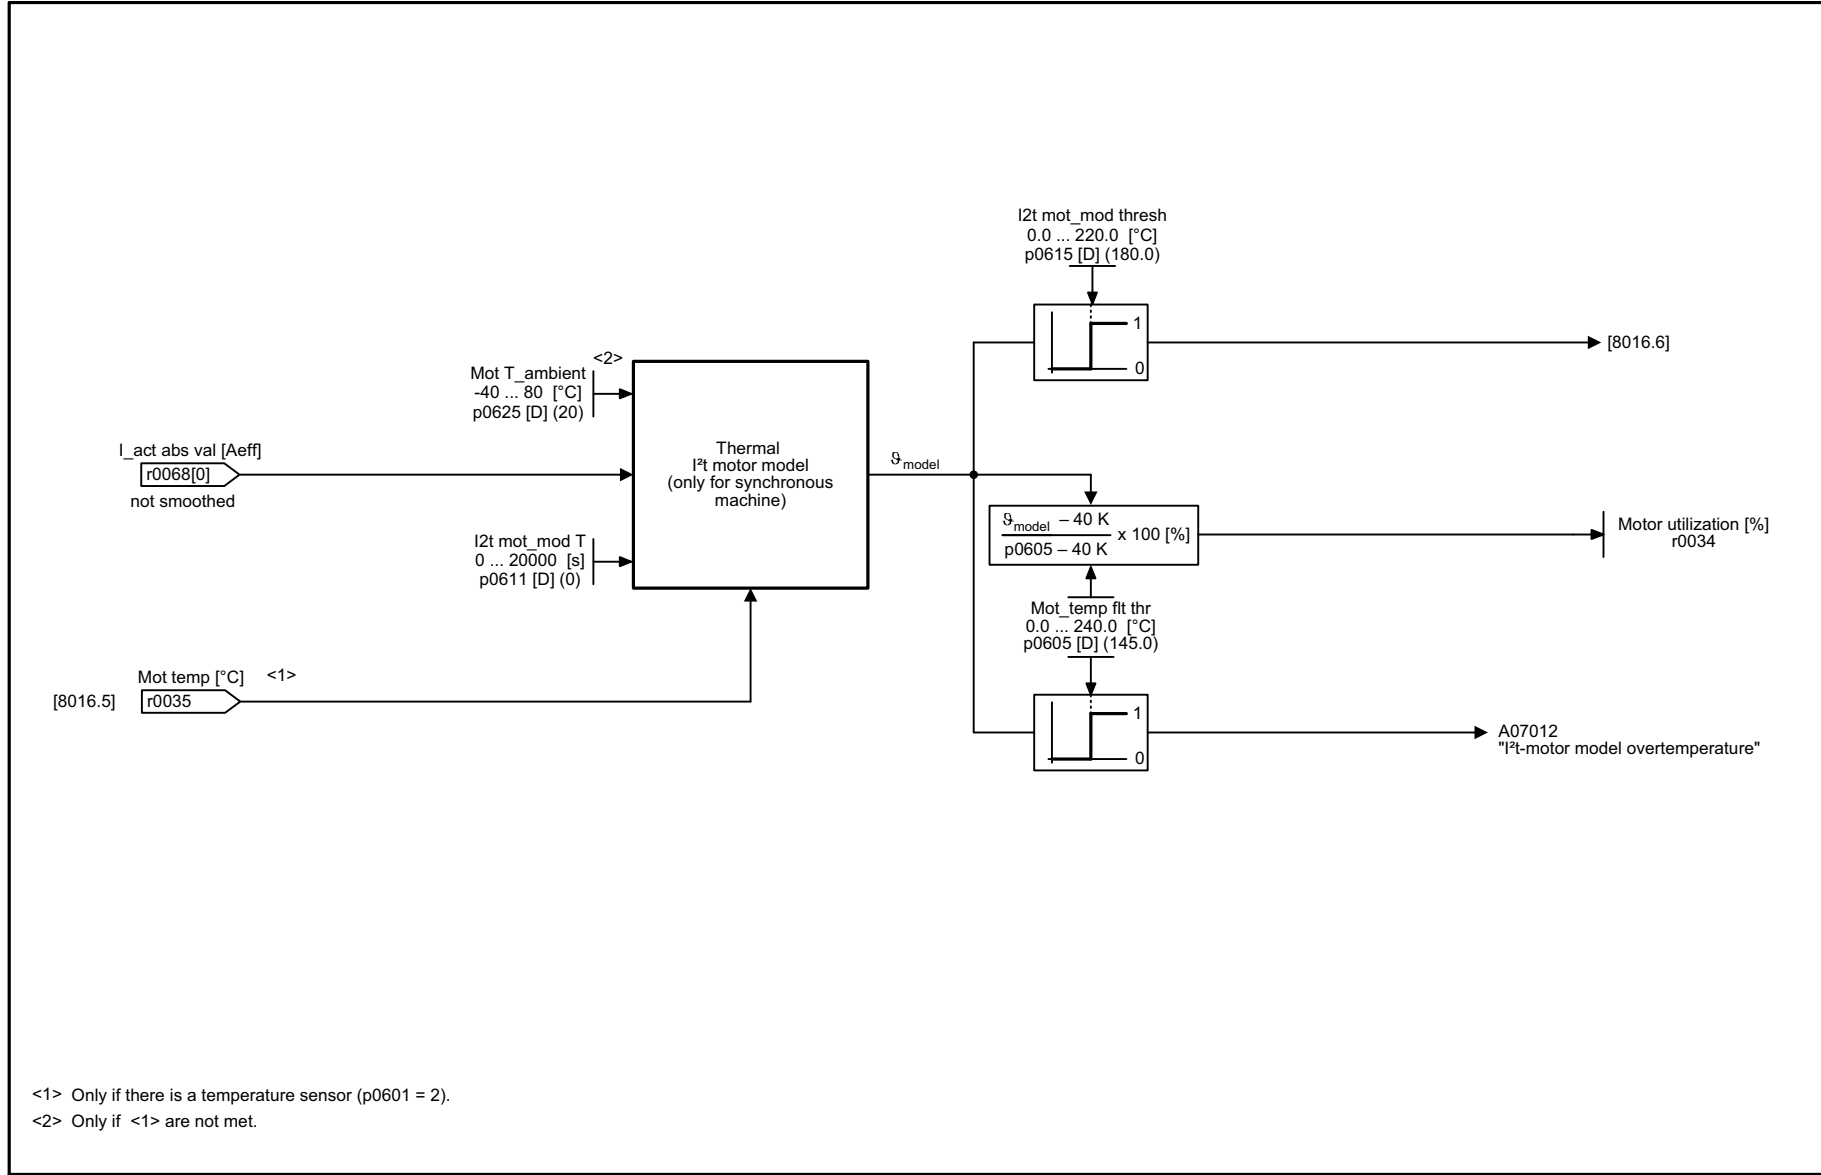 I2t mot_mod thresh
0.0 ... 220.0 [°C]
p0615 [D] (180.0)
1
0
[8016.6]
<2>
Mot T_ambient
-40 ... 80 [°C]
p0625 [D] (20)
I_act abs val [Aeff]
r0068[0]
not smoothed
Thermal
I²t motor model
(only for synchronous
machine)
ϑmodel
I2t mot_mod T
0 ... 20000 [s]
p0611 [D] (0)
ϑmodel – 40 K
p0605 – 40 K
x 100 [%]
Motor utilization [%]
r0034
Mot_temp flt thr
0.0 ... 240.0 [°C]
p0605 [D] (145.0)
Mot temp [°C] <1>
[8016.5] r0035
1
0
A07012
"I²t-motor model overtemperature"
<1> Only if there is a temperature sensor (p0601 = 2).
<2> Only if <1> are not met.